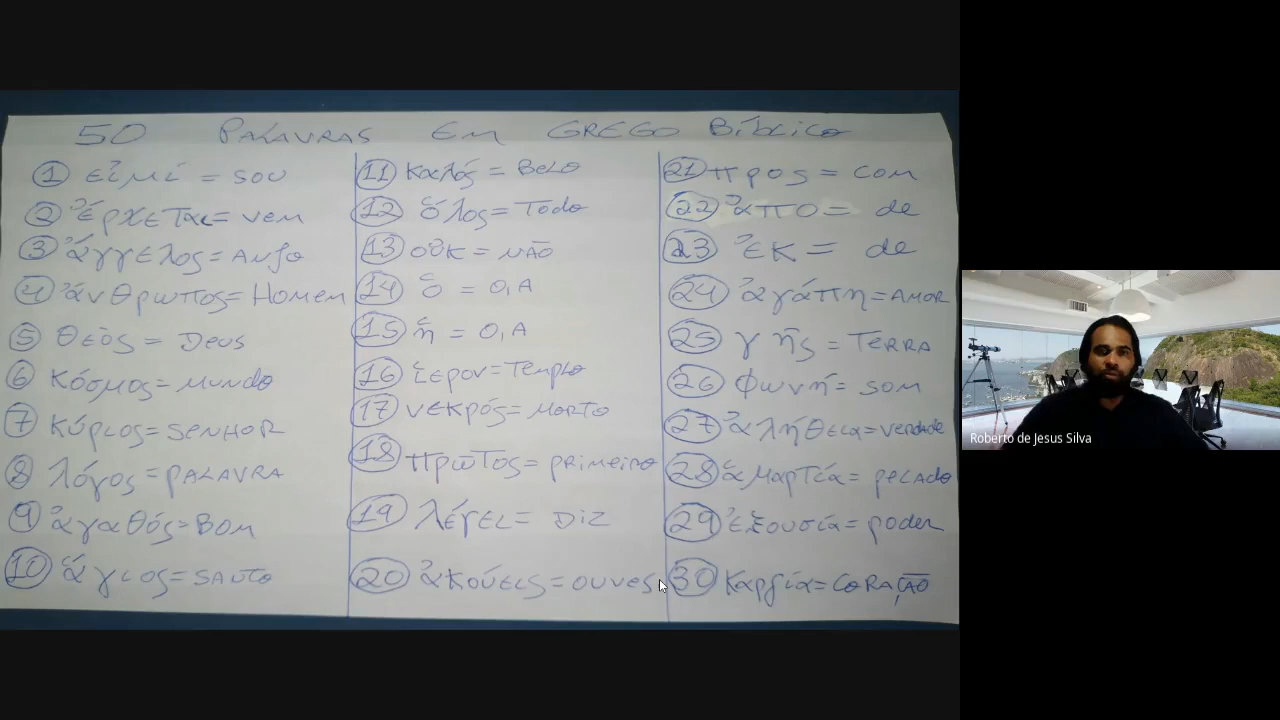 50 PALAVRAS EM GREGO Bíblico
1 εἰμί = sou
2 ἔρχεται = vem
3 ἄγγελος = ANJO
4 ἄνθρωπος = Homem
5 θεὸς = Deus
6 κόσμος = mundo
7 κύριος = SENHOR
8 λόγος = PALAVRA
9 ἀγαθός = BOM
10 ἅγιος = SANTO
11 καλός = BELO
12 ὅλος = Todo
13 οὐκ = NÃO
14 ὁ = O, A
15 ἡ = O, A
16 ἱερον = Templo
17 νεκρός = MORTO
18 πρωτος = primeiro
19 λέγει = DIZ
20 ἀκούεις = OUVES
21 προς = com
22 ἀπο = de
23 ἐκ = de
24 ἀγάπη = AMOR
25 γῆς = TERRA
26 φωνή = som
27 ἀλήθεια = verdade
28 ἁμαρτία = pecado
29 ἐξουσία = poder
30 καρδία = CORAÇÃO
Roberto de Jesus Silva